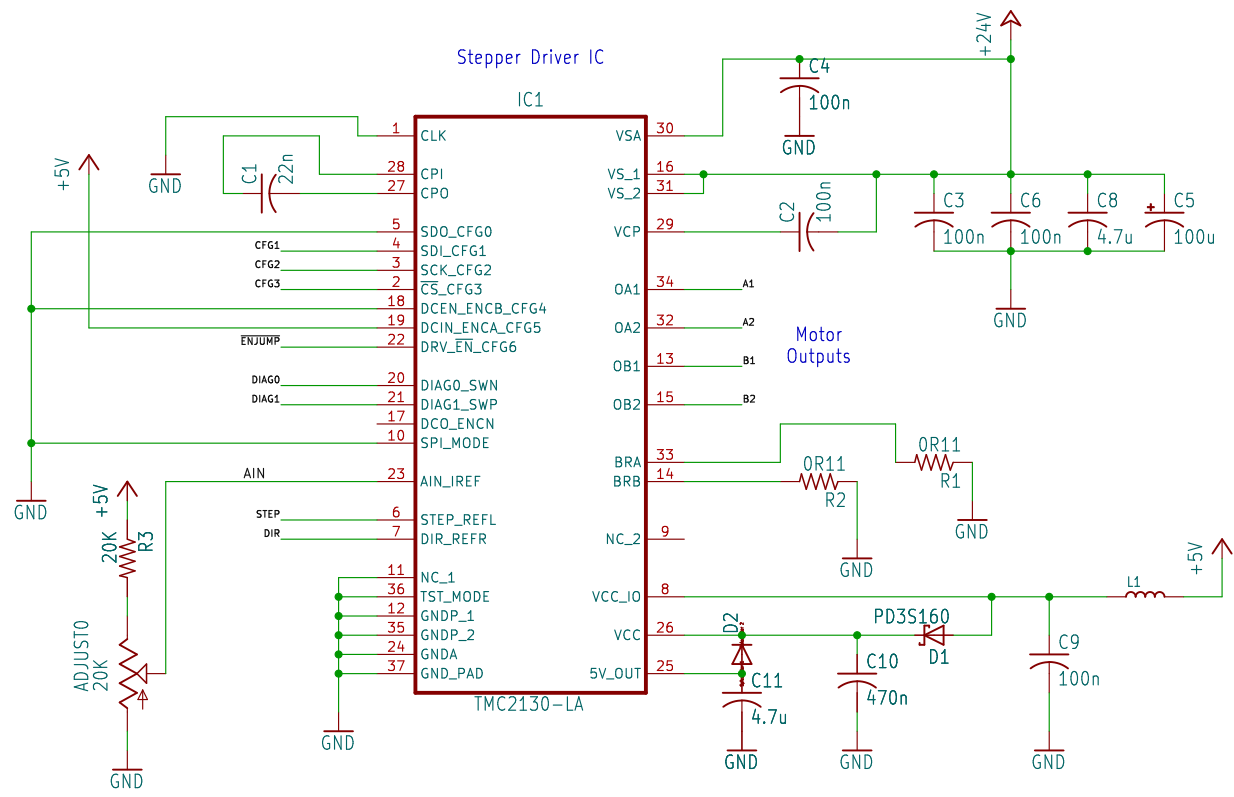 +24V
Stepper Driver IC
IC1
C4
100n
GND
1 CLK
VSA 30
+5V
GND
C1
22n
28 CPI
27 CPO
VS_1 16
VS_2 31
C2
100n
VCP 29
C3
100n
C6
100n
C8
4.7u
+
C5
100u
GND
5 SDO_CFG0
CFG1 4 SDI_CFG1
CFG2 3 SCK_CFG2
CFG3 2 CS_CFG3
18 DCEN_ENCB_CFG4
19 DCIN_ENCA_CFG5
ENJUMP 22 DRV_EN_CFG6
OA1 34 A1
OA2 32 A2
OB1 13 B1
OB2 15 B2
Motor
Outputs
DIAG0 20 DIAG0_SWN
DIAG1 21 DIAG1_SWP
17 DCO_ENCN
10 SPI_MODE
GND
AIN 23 AIN_IREF
BRA 33
BRB 14
0R11
R2
GND
0R11
R1
GND
STEP 6 STEP_REFL
DIR 7 DIR_REFR
NC_2 9
+5V
20K
R3
ADJUST0
20K
GND
11 NC_1
36 TST_MODE
12 GNDP_1
35 GNDP_2
24 GNDA
37 GND_PAD
GND
VCC_IO 8
VCC 26
5V_OUT 25
TMC2130-LA
D2
C11
4.7u
GND
C10
470n
GND
PD3S160
D1
C9
100n
GND
L1
+5V